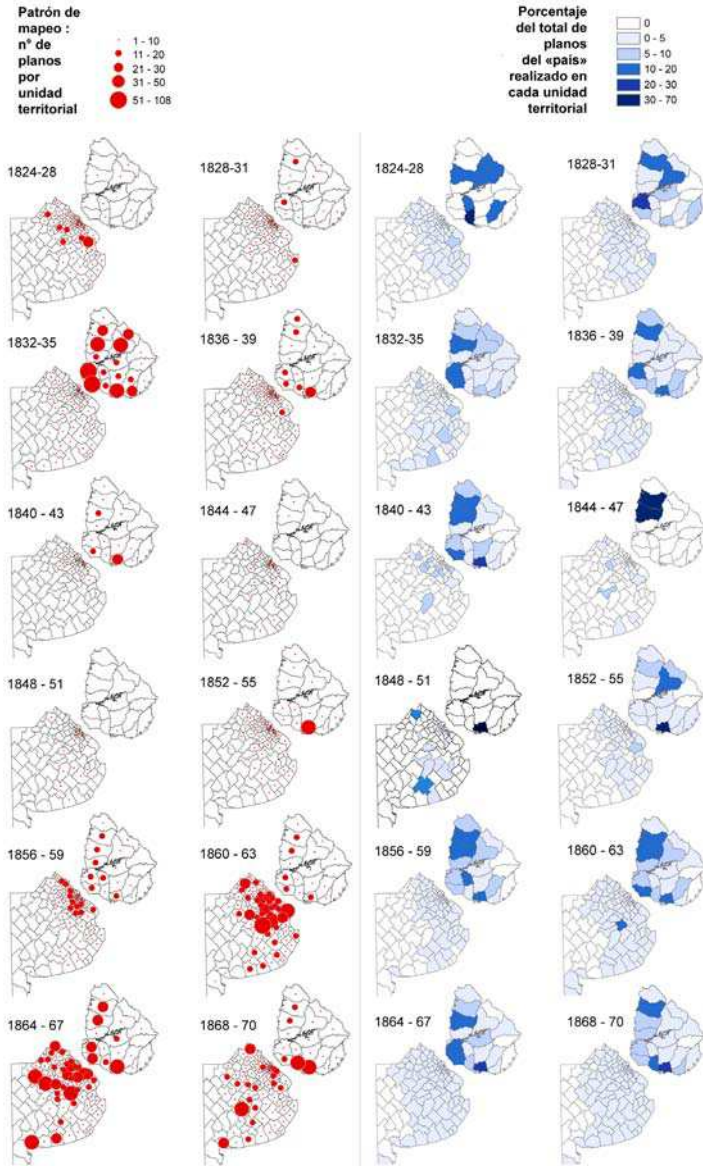 Patrón de
mapeo :
n° de
planos
por
unidad
territorial
1 - 10
11 - 20
21 - 30
31 - 50
51 - 108
Porcentaje
del total de
planos
del «país»
realizado en
cada unidad
territorial
0
0 - 5
5 - 10
10 - 20
20 - 30
30 - 70
1824-28
1828-31
1824-28
1828-31
1832-35
1836 - 39
1832-35
1836 - 39
1840 - 43
1844 - 47
1840 - 43
1844 - 47
1848 - 51
1852 - 55
1848 - 51
1852 - 55
1856 - 59
1860 - 63
1856 - 59
1860 - 63
1864 - 67
1868 - 70
1864 - 67
1868 - 70